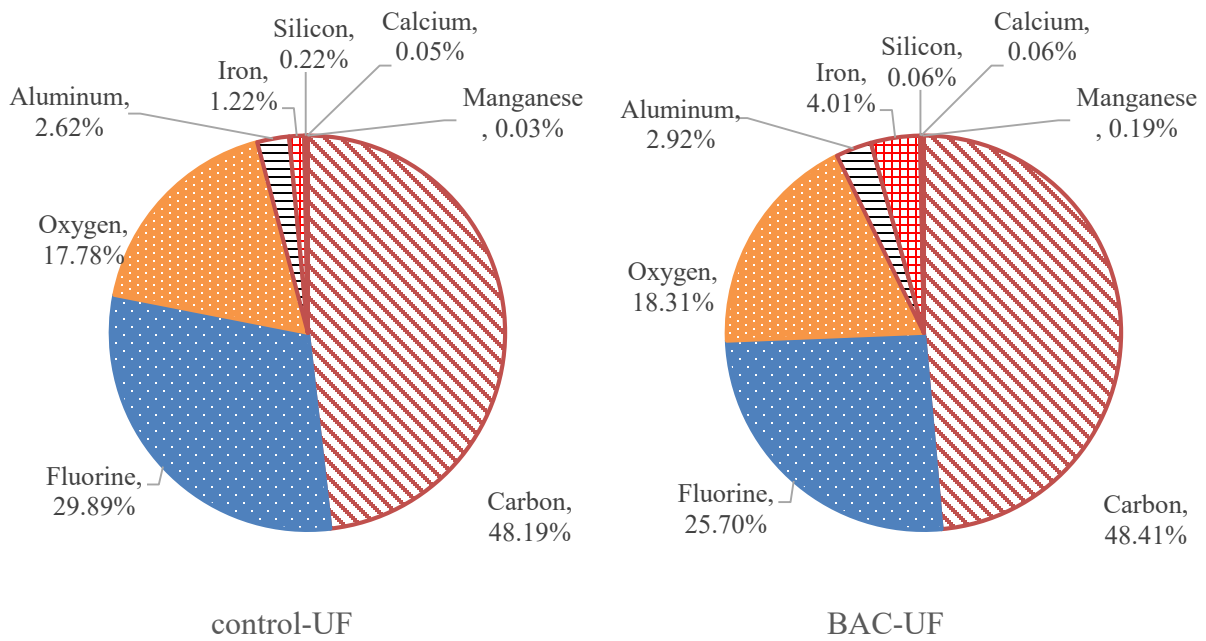 Silicon,
0.22%
Calcium,
0.05%
Iron,
1.22%
Aluminum,
2.62%
Manganese
, 0.03%
Oxygen,
17.78%
Fluorine,
29.89%
Carbon,
48.19%
control-UF
Silicon,
0.06%
Calcium,
0.06%
Iron,
4.01%
Aluminum,
2.92%
Manganese
, 0.19%
Oxygen,
18.31%
Fluorine,
25.70%
Carbon,
48.41%
BAC-UF